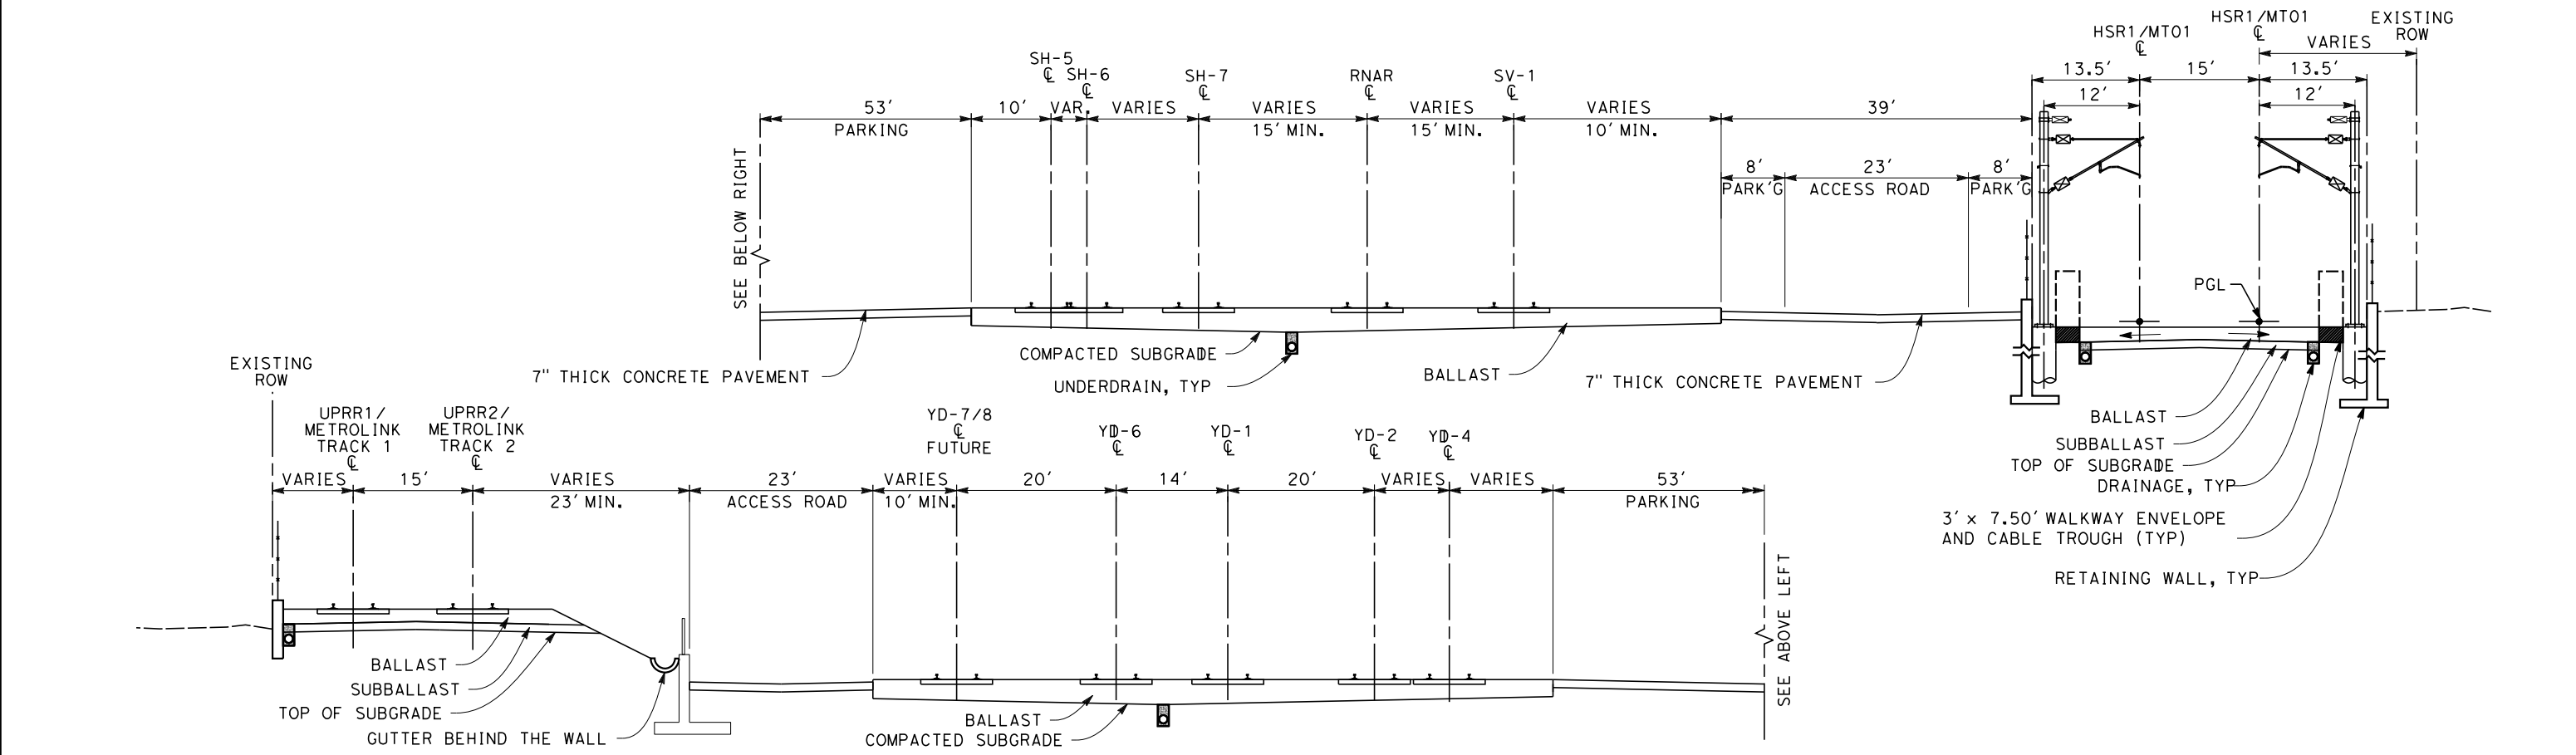 HSR1/MT01
℄
EXISTING
ROW
HSR1/MT01
℄
VARIES
SH-5
℄
SH-6
℄
SH-7
℄
RNAR
℄
SV-1
℄
13.5'
15'
13.5'
12'
12'
53'
PARKING
10'
VAR.
VARIES
VARIES
15' MIN.
VARIES
15' MIN.
VARIES
10' MIN.
39'
8'
PARK'G
23'
ACCESS ROAD
8'
PARK'G
SEE BELOW RIGHT
PGL
COMPACTED SUBGRADE
7" THICK CONCRETE PAVEMENT
UNDERDRAIN, TYP
BALLAST
7" THICK CONCRETE PAVEMENT
BALLAST
SUBBALLAST
TOP OF SUBGRADE
DRAINAGE, TYP
3' x 7.50' WALKWAY ENVELOPE
AND CABLE TROUGH (TYP)
RETAINING WALL, TYP
EXISTING
ROW
UPRR1/
METROLINK
TRACK 1
℄
UPRR2/
METROLINK
TRACK 2
℄
YD-7/8
℄
FUTURE
YD-6
℄
YD-1
℄
YD-2
℄
YD-4
℄
VARIES
15'
VARIES
23' MIN.
23'
ACCESS ROAD
VARIES
10' MIN.
20'
14'
20'
VARIES
VARIES
53'
PARKING
SEE ABOVE LEFT
BALLAST
SUBBALLAST
TOP OF SUBGRADE
GUTTER BEHIND THE WALL
BALLAST
COMPACTED SUBGRADE